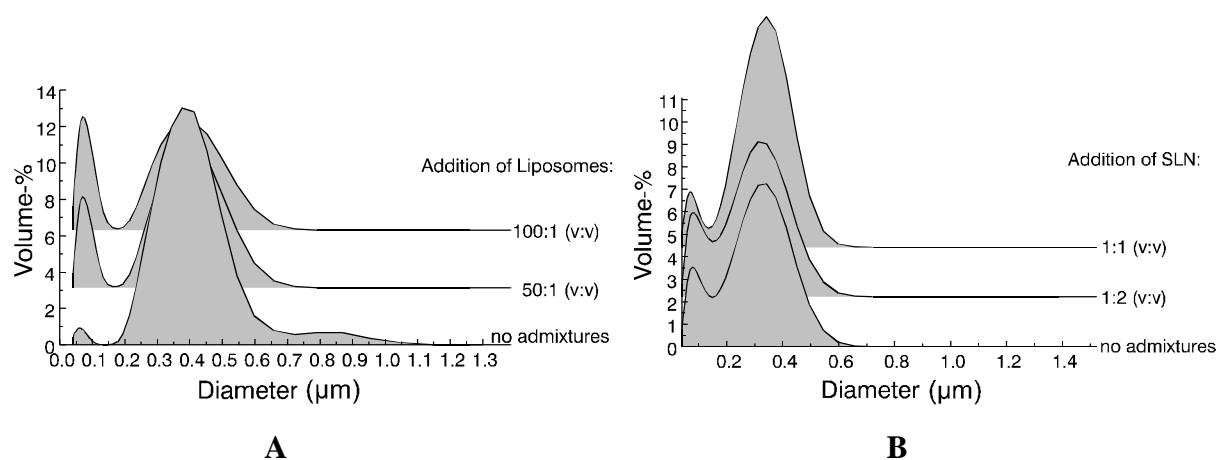 14
12
10
8
6
4
2
0
Volume-%
0.0 0.1 0.2 0.3 0.4 0.5 0.6 0.7 0.8 0.9 1.0 1.1 1.2 1.3
Diameter (µm)
Addition of Liposomes:
100:1 (v:v)
50:1 (v:v)
no admixtures
A
11
10
9
8
7
6
5
4
3
2
1
0
Volume-%
0.2 0.4 0.6 0.8 1.0 1.2 1.4
Diameter (µm)
Addition of SLN:
1:1 (v:v)
1:2 (v:v)
no admixtures
B